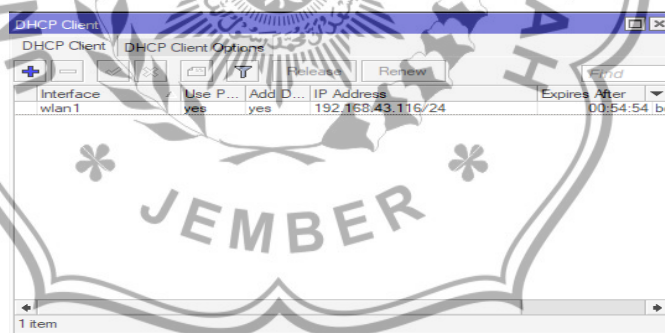 DHCP Client
DHCP Client DHCP Client Options
Release Renew Find
Interface Use P... Add D... IP Address Expires After
wlan1 yes yes 192.168.43.116/24 00:54:54
AH
JEMBER
1 item